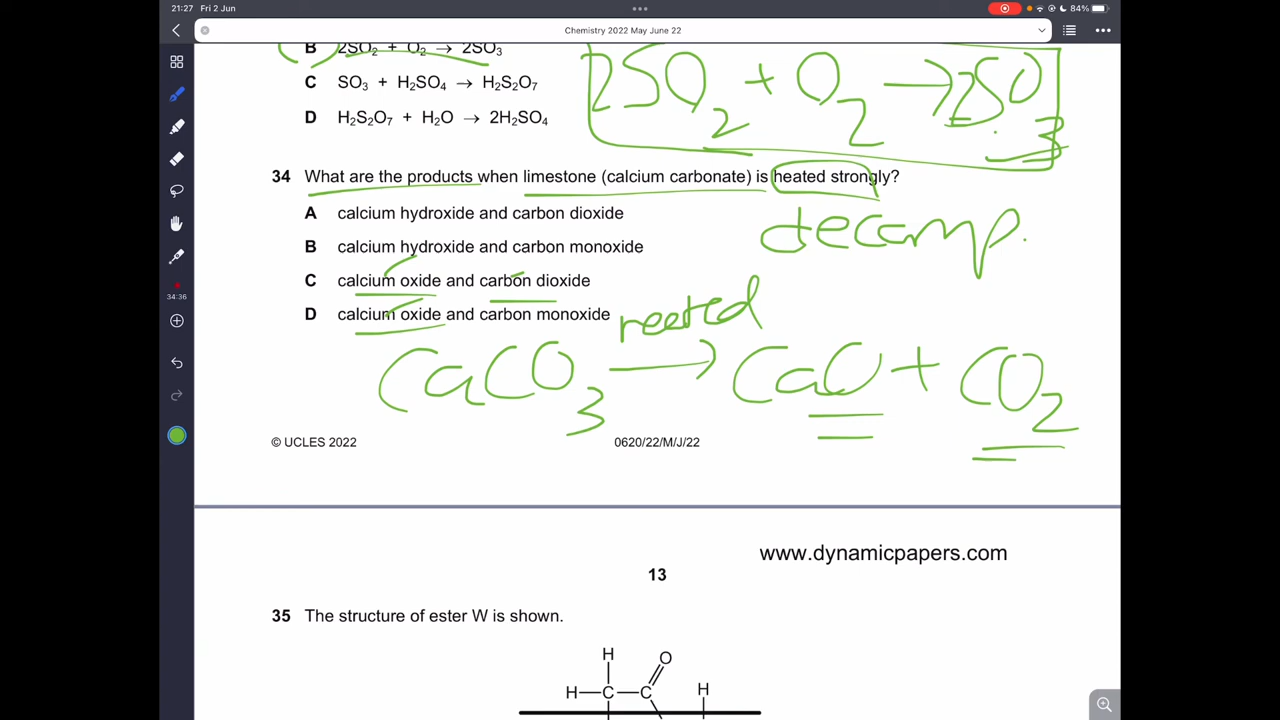 21:27 Fri 2 Jun
84%
Chemistry 2022 May June 22
B 2SO₂ + O₂ → 2SO₃
2SO₂ + O₂ → 2SO₃
C SO₃ + H₂SO₄ → H₂S₂O₇
D H₂S₂O₇ + H₂O → 2H₂SO₄
34 What are the products when limestone (calcium carbonate) is heated strongly?
A calcium hydroxide and carbon dioxide
decomp.
B calcium hydroxide and carbon monoxide
C calcium oxide and carbon dioxide
D calcium oxide and carbon monoxide
heated
CaCO₃ → CaO + CO₂
34:36
© UCLES 2022 0620/22/M/J/22
www.dynamicpapers.com
13
35 The structure of ester W is shown.
H O
H C C H